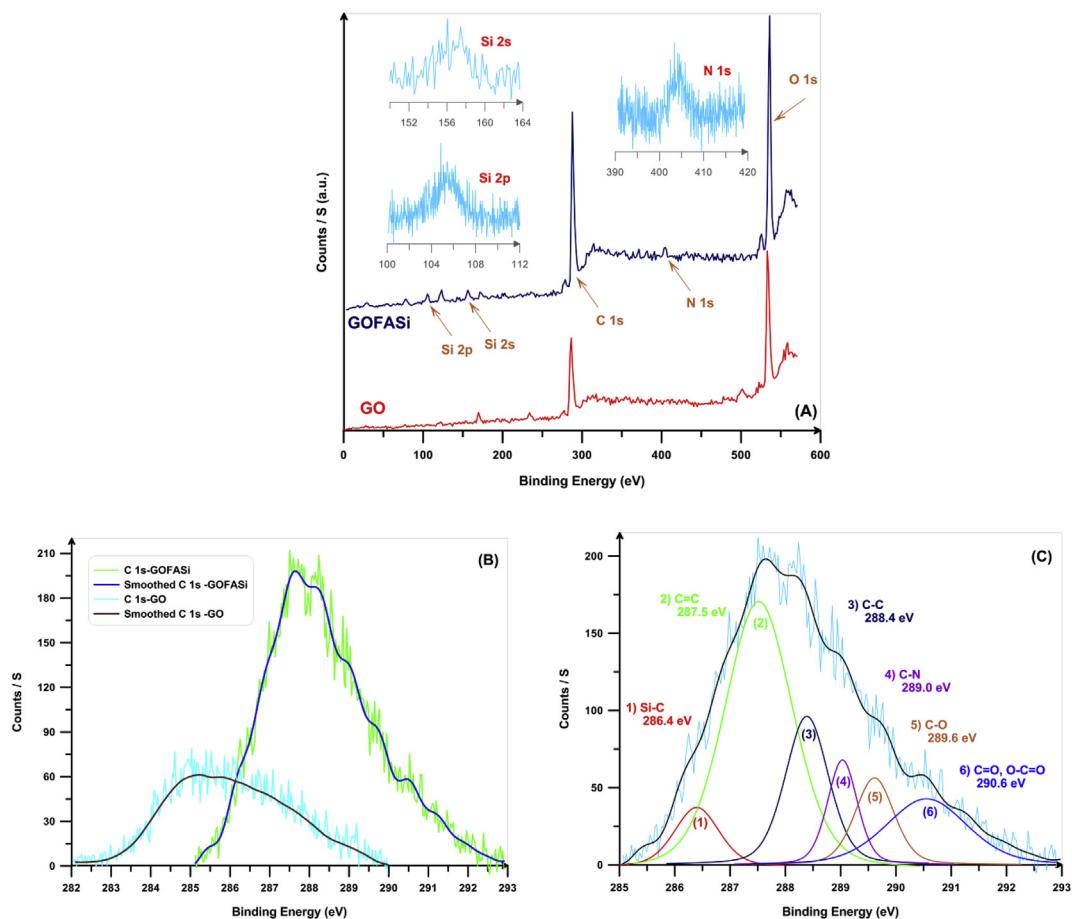 Si 2s
152 156 160 164
Si 2p
100 104 108 112
N 1s
390 400 410 420
O 1s
Counts / S (a.u.)
GOFASi
Si 2p
Si 2s
C 1s
N 1s
GO
(A)
0 100 200 300 400 500 600
Binding Energy (eV)
(B)
C 1s-GOFASi
Smoothed C 1s -GOFASi
C 1s-GO
Smoothed C 1s -GO
210
180
150
120
90
60
30
0
Counts / S
282 283 284 285 286 287 288 289 290 291 292 293
Binding Energy (eV)
(C)
200
150
100
50
0
Counts / S
1) Si-C
286.4 eV
2) C=C
287.5 eV
3) C-C
288.4 eV
4) C-N
289.0 eV
5) C-O
289.6 eV
6) C=O, O-C=O
290.6 eV
(1)
(2)
(3)
(4)
(5)
(6)
285 286 287 288 289 290 291 292 293
Binding Energy (eV)